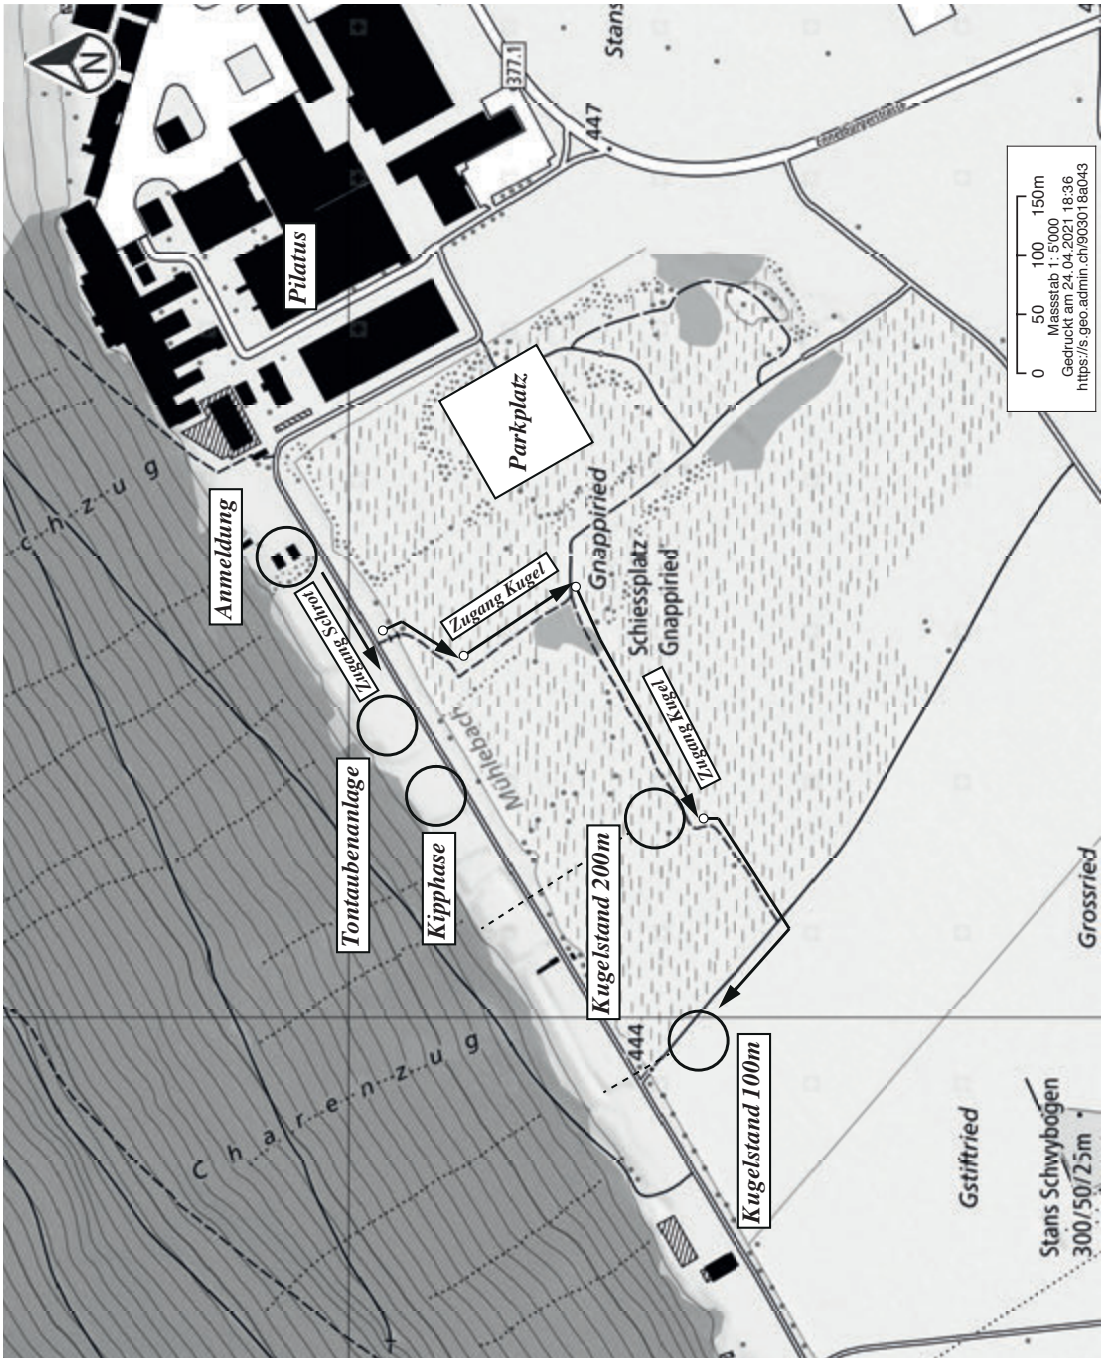 N
Stans
377.1
447
Ennetbürgerstrasse
Pilatus
0 50 100 150m
Massstab 1: 5'000
Gedruckt am 24.04.2021 18:36
https://s.geo.admin.ch/903018a043
Parkplatz
chzug
Anmeldung
Zugang Schrot
Zugang Kugel
Gnappiried
Schiessplatz
Gnappiried
Zugang Kugel
Mühlebach
Tontaubenanlage
Kipphase
Kugelstand 200m
444
Kugelstand 100m
Charenzug
Grossried
Gstiftried
Stans Schwybogen
300/50/25m